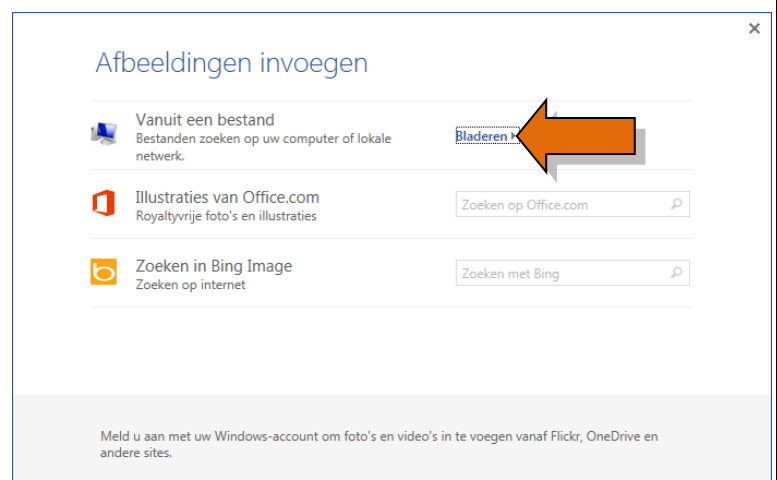 Afbeeldingen invoegen
Vanuit een bestand
Bestanden zoeken op uw computer of lokale
netwerk.
Bladeren
Illustraties van Office.com
Royaltyvrije foto's en illustraties
Zoeken op Office.com
Zoeken in Bing Image
Zoeken op internet
Zoeken met Bing
Meld u aan met uw Windows-account om foto's en video's in te voegen vanaf Flickr, OneDrive en
andere sites.